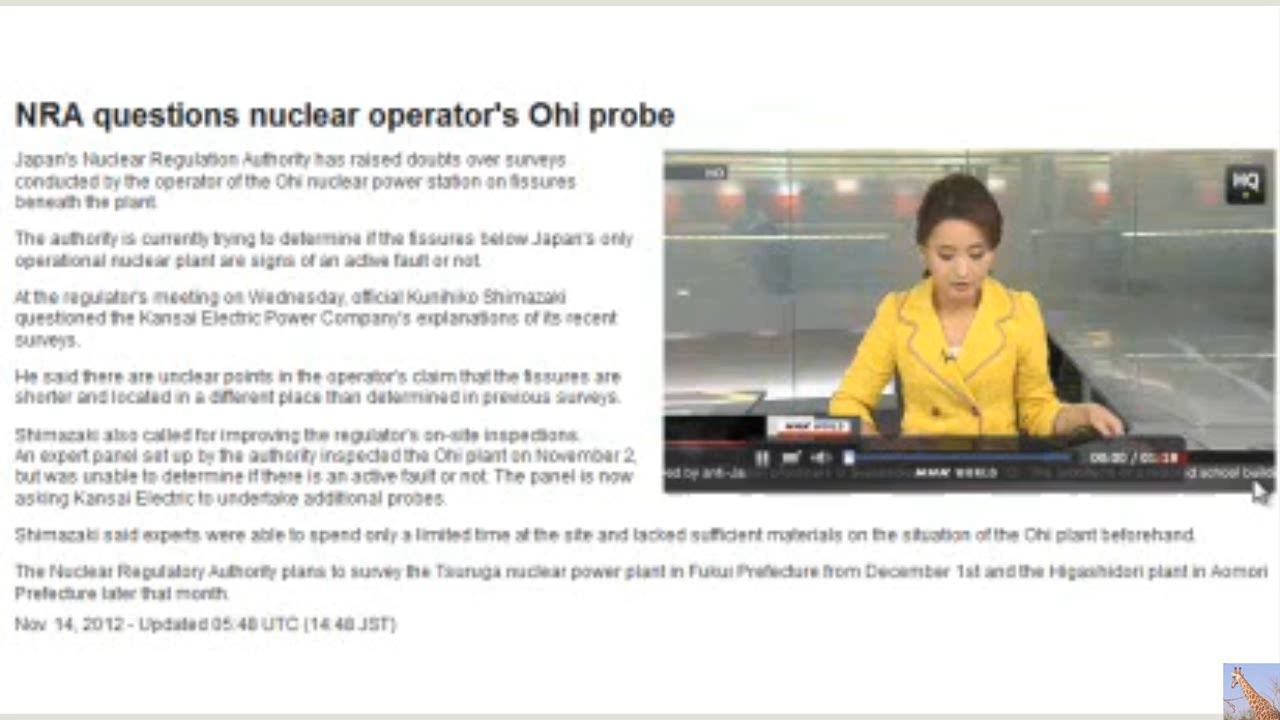 NRA questions nuclear operator's Ohi probe
Japan's Nuclear Regulation Authority has raised doubts over surveys
conducted by the operator of the Ohi nuclear power station on fissures
beneath the plant.
The authority is currently trying to determine if the fissures below Japan's only
operational nuclear plant are signs of an active fault or not.
At the regulator's meeting on Wednesday, official Kunihiko Shimazaki
questioned the Kansai Electric Power Company's explanations of its recent
surveys.
He said there are unclear points in the operator's claim that the fissures are
shorter and located in a different place than determined in previous surveys.
Shimazaki also called for improving the regulator's on-site inspections.
An expert panel set up by the authority inspected the Ohi plant on November 2,
but was unable to determine if there is an active fault or not. The panel is now
asking Kansai Electric to undertake additional probes.
Shimazaki said experts were able to spend only a limited time at the site and lacked sufficient materials on the situation of the Ohi plant beforehand.
The Nuclear Regulatory Authority plans to survey the Tsuruga nuclear power plant in Fukui Prefecture from December 1st and the Higashidori plant in Aomori
Prefecture later that month.
Nov. 14, 2012 - Updated 05:48 UTC (14:48 JST)
HQ
NHK WORLD
NHK WORLD